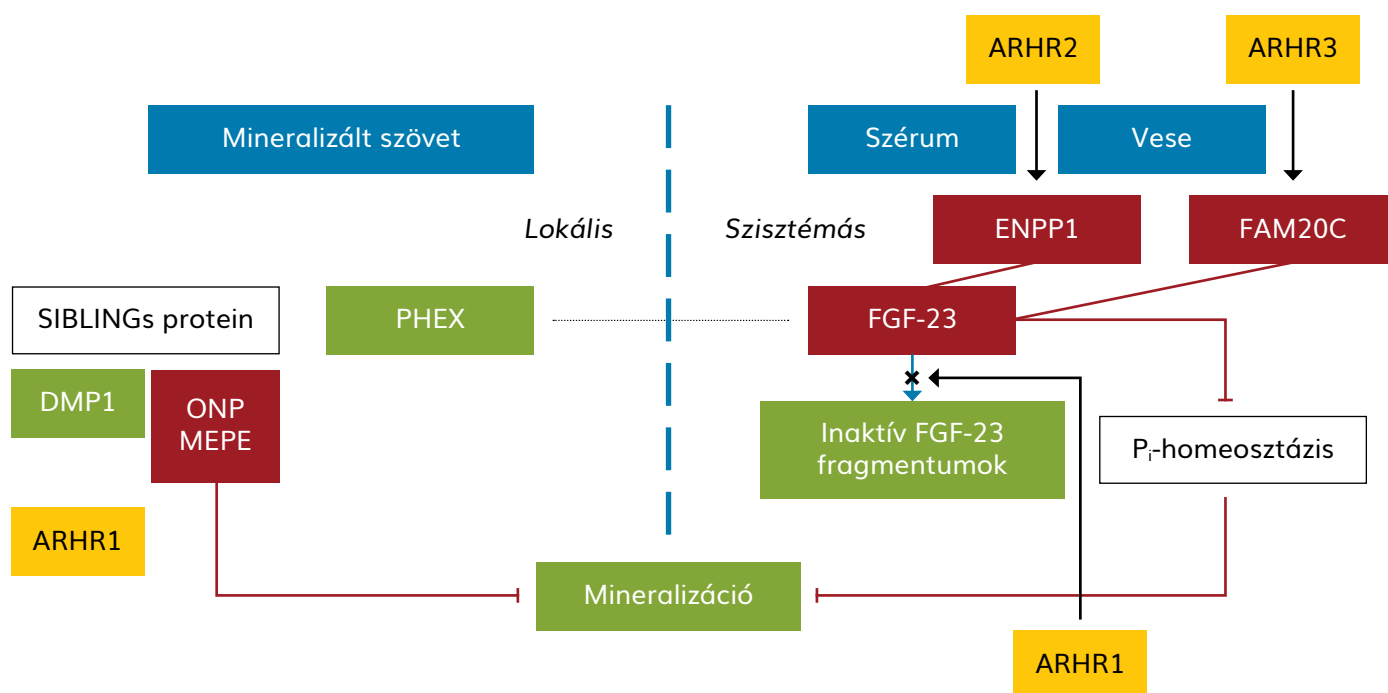 ARHR2
ARHR3
Mineralizált szövet
Szérum
Vese
Lokális
Szisztémás
ENPP1
FAM20C
SIBLINGs protein
PHEX
FGF-23
DMP1
ONP
MEPE
Inaktív FGF-23
fragmentumok
Pi-homeosztázis
ARHR1
Mineralizáció
ARHR1